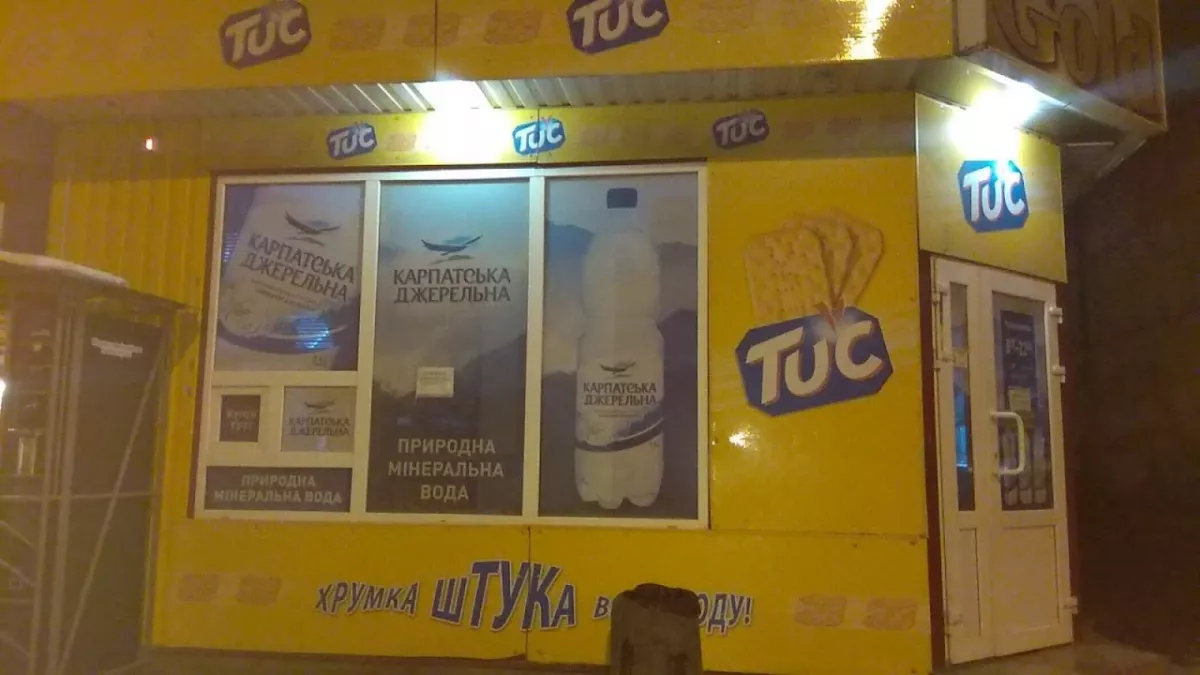 TUC
TUC
Gold
TUC
TUC
TUC
TUC
КАРПАТСЬКА
ДЖЕРЕЛЬНА
КАРПАТСЬКА
ДЖЕРЕЛЬНА
КАРПАТСЬКА
ДЖЕРЕЛЬНА
КАРПАТСЬКА
ДЖЕРЕЛЬНА
ПРИРОДНА
МІНЕРАЛЬНА ВОДА
ПРИРОДНА
МІНЕРАЛЬНА
ВОДА
TUC
ХРУМКА шТУКа